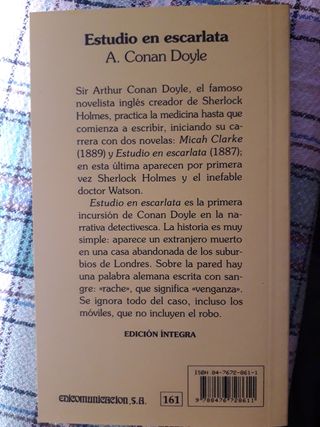 Estudio en escarlata
A. Conan Doyle
Sir Arthur Conan Doyle, el famoso
novelista inglés creador de Sherlock
Holmes, practica la medicina hasta que
comienza a escribir, iniciando su ca-
rrera con dos novelas: Micah Clarke
(1889) y Estudio en escarlata (1887);
en esta última aparecen por primera
vez Sherlock Holmes y el inefable
doctor Watson.
Estudio en escarlata es la primera
incursión de Conan Doyle en la na-
rrativa detectivesca. La historia es muy
simple: aparece un extranjero muerto
en una casa abandonada de los subur-
bios de Londres. Sobre la pared hay
una palabra alemana escrita con san-
gre: «rache», que significa «venganza».
Se ignora todo del caso, incluso los
móviles, que no incluyen el robo.
EDICIÓN ÍNTEGRA
ISBN 84-7672-861-1
9 788476 728611
edicomunicación, s.a.
161